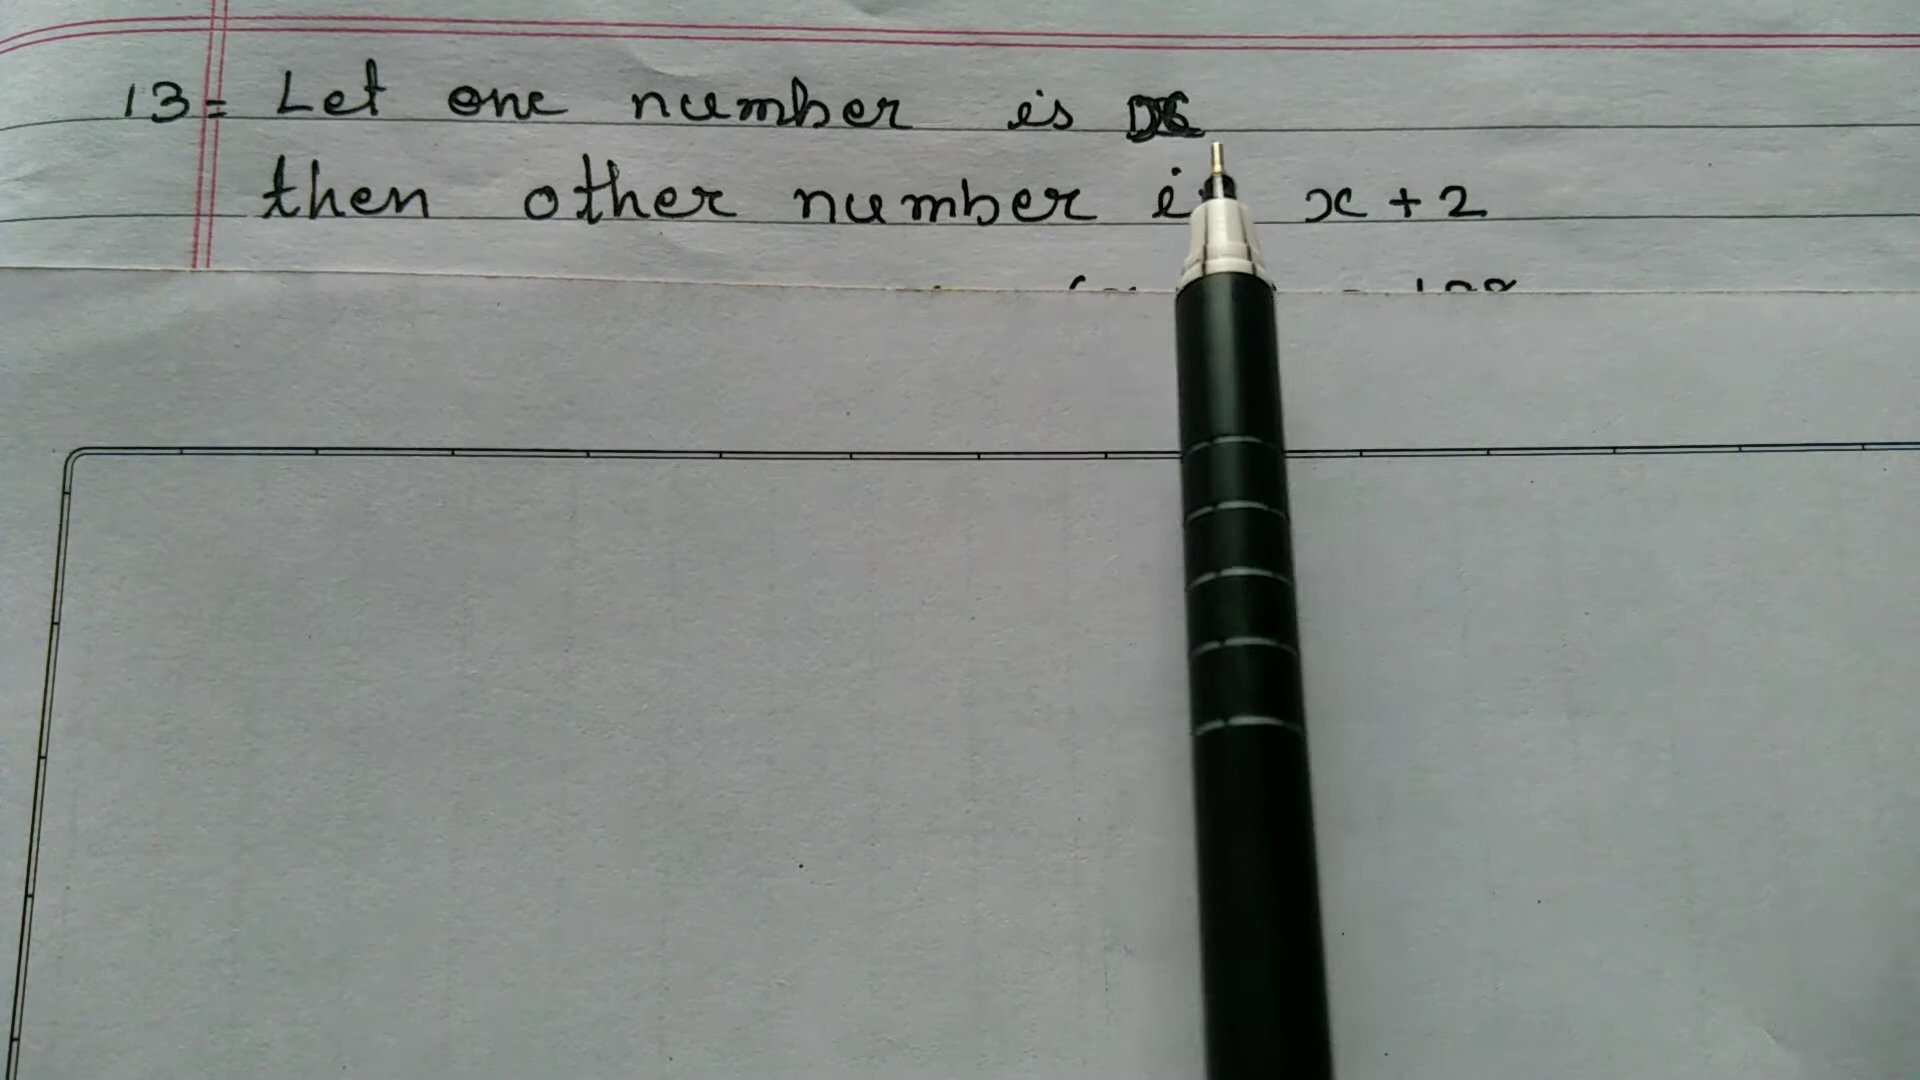 13= Let one number is x
then other number is x + 2